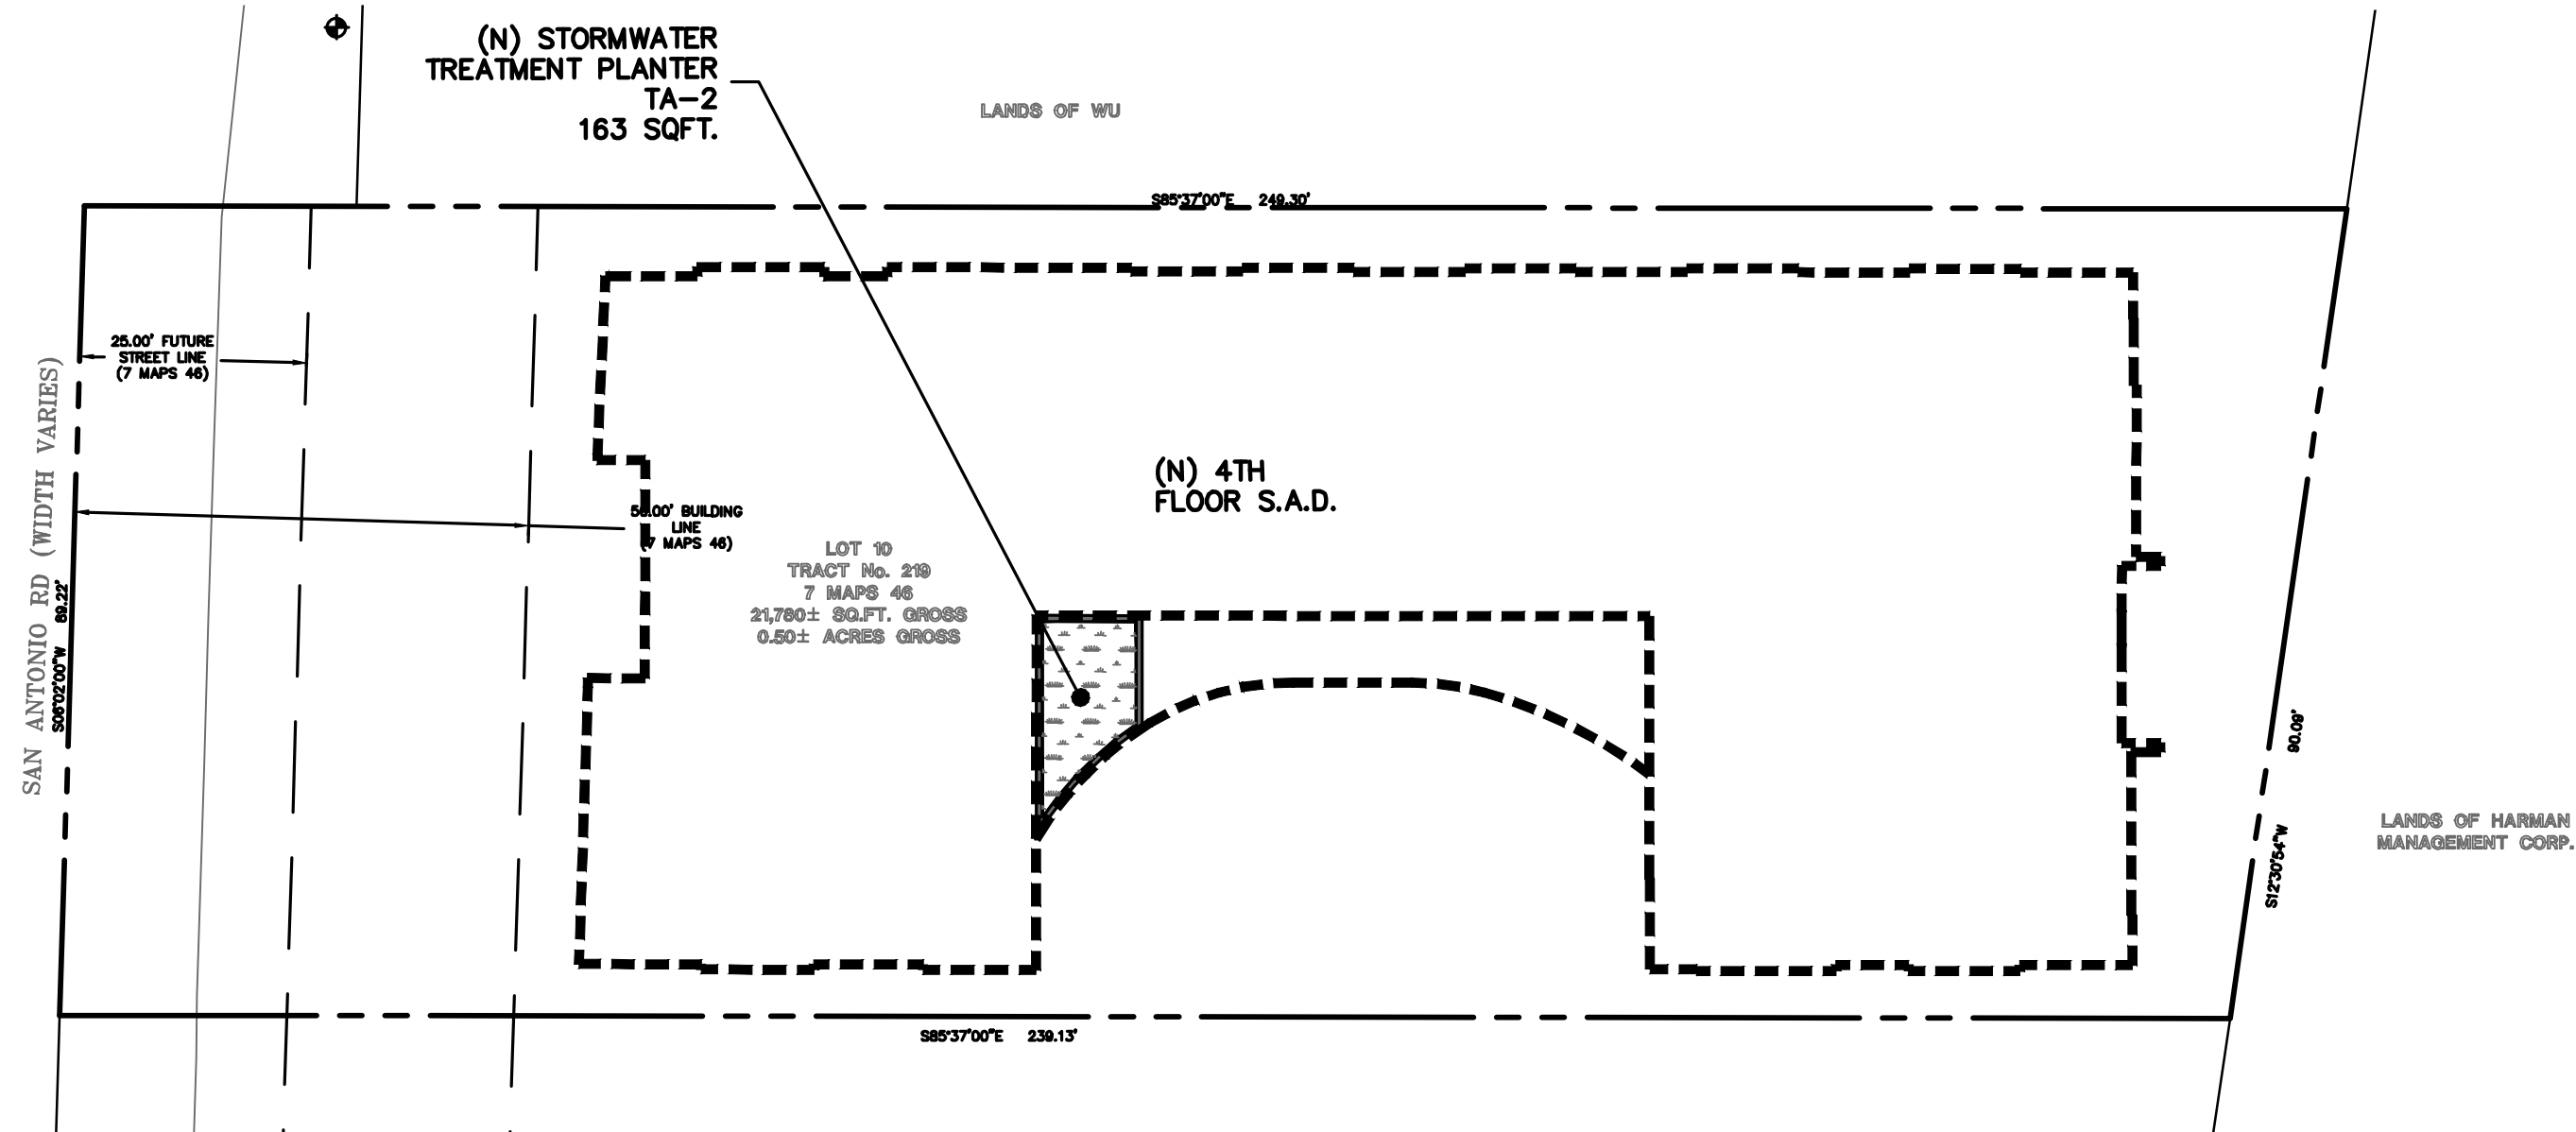 (N) STORMWATER
TREATMENT PLANTER
TA-2
163 SQFT.
LANDS OF WU
S85°37'00"E 249.30'
25.00' FUTURE
STREET LINE
(7 MAPS 46)
SAN ANTONIO RD (WIDTH VARIES)
S06°02'00"W 89.22'
50.00' BUILDING
LINE
(7 MAPS 46)
(N) 4TH
FLOOR S.A.D.
LOT 10
TRACT No. 219
7 MAPS 46
21,780± SQ.FT. GROSS
0.50± ACRES GROSS
S12°30'54"W 90.09'
LANDS OF HARMAN
MANAGEMENT CORP.
S85°37'00"E 239.13'